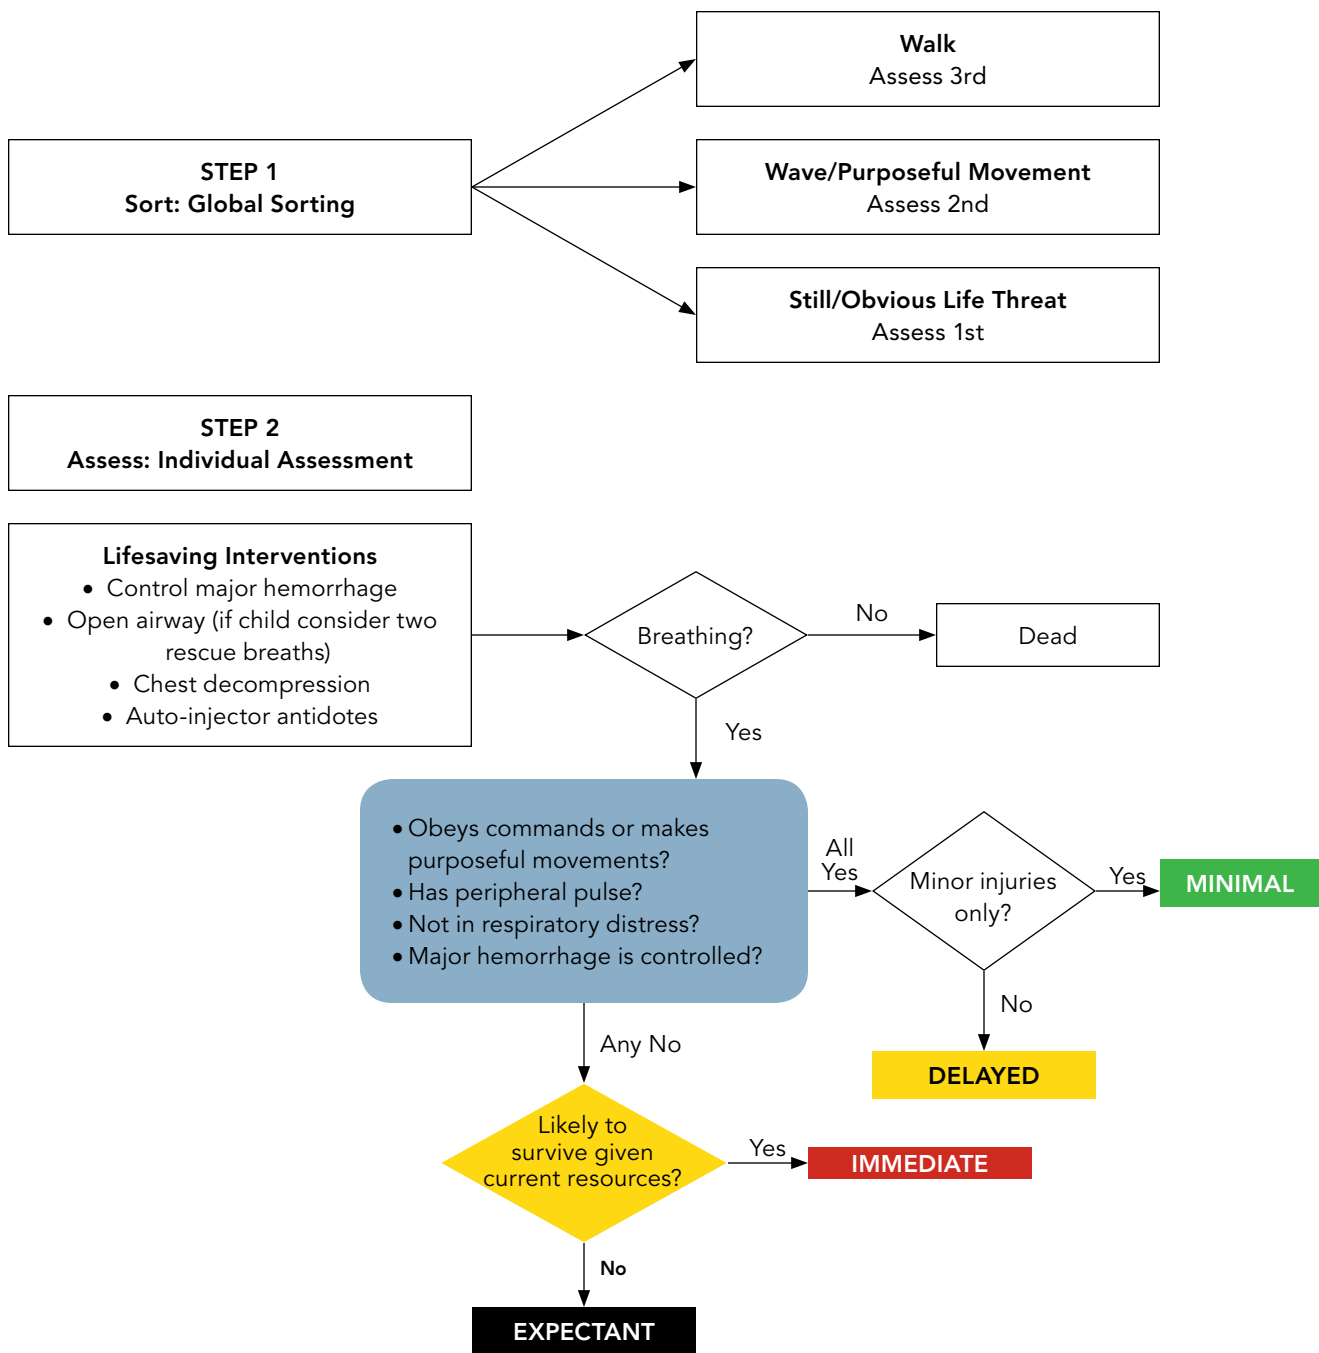 Walk
Assess 3rd
STEP 1
Sort: Global Sorting
Wave/Purposeful Movement
Assess 2nd
Still/Obvious Life Threat
Assess 1st
STEP 2
Assess: Individual Assessment
Lifesaving Interventions
• Control major hemorrhage
• Open airway (if child consider two
rescue breaths)
• Chest decompression
• Auto-injector antidotes
Breathing?
No
Dead
Yes
• Obeys commands or makes
purposeful movements?
• Has peripheral pulse?
• Not in respiratory distress?
• Major hemorrhage is controlled?
All
Yes
Minor injuries
only?
Yes
MINIMAL
No
DELAYED
Any No
Likely to
survive given
current resources?
Yes
IMMEDIATE
No
EXPECTANT